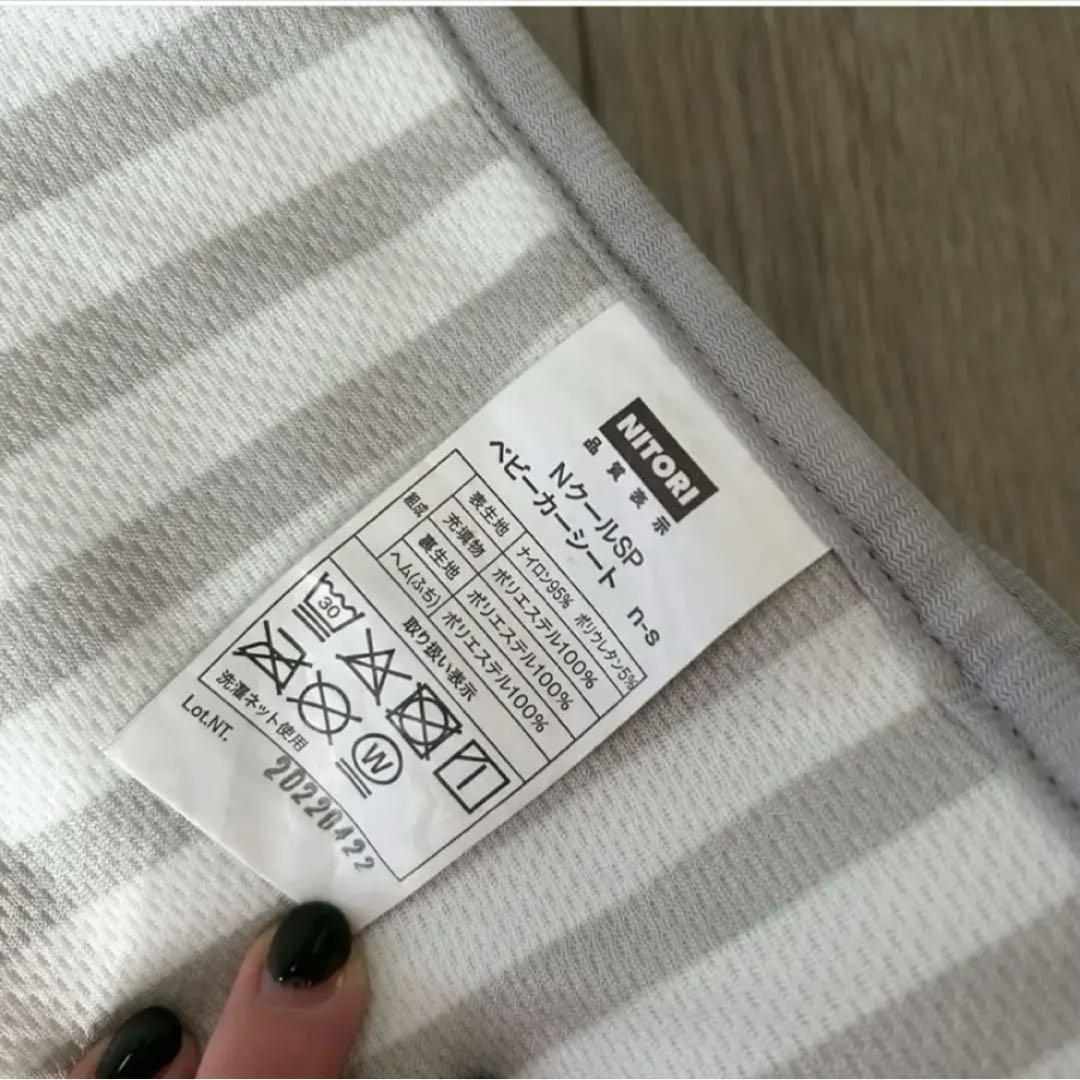 NITORI
品質表示
NクールSP n-s
ベビーカーシート
組成
表生地 ナイロン95% ポリウレタン5%
充填物 ポリエステル100%
裏生地 ポリエステル100%
ヘム(ふち) ポリエステル100%
取り扱い表示
30
W
洗濯ネット使用
Lot.NT. 20220422